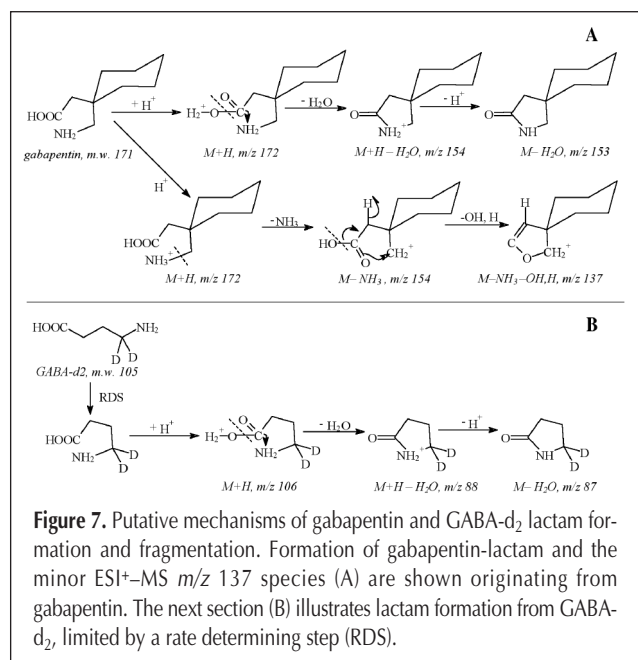 A
HOOC
NH2
gabapentin, m.w. 171
+ H+
H2+–O
O
C
NH2
M+H, m/z 172
- H2O
O
NH2+
M+H – H2O, m/z 154
- H+
O
NH
M– H2O, m/z 153
H+
HOOC
NH3+
M+H, m/z 172
-NH3
H
HO
C
O
CH2+
M– NH3 , m/z 154
-OH, H
H
C
O
CH2+
M–NH3–OH,H, m/z 137
B
HOOC
NH2
D
D
GABA-d2, m.w. 105
RDS
HOOC
NH2
D
D
+ H+
H2+–O
O
C
NH2
D
D
M+H, m/z 106
- H2O
O
NH2+
D
D
M+H – H2O, m/z 88
- H+
O
NH
D
D
M– H2O, m/z 87
Figure 7. Putative mechanisms of gabapentin and GABA-d2 lactam for-
mation and fragmentation. Formation of gabapentin-lactam and the
minor ESI+–MS m/z 137 species (A) are shown originating from
gabapentin. The next section (B) illustrates lactam formation from GABA-
d2, limited by a rate determining step (RDS).